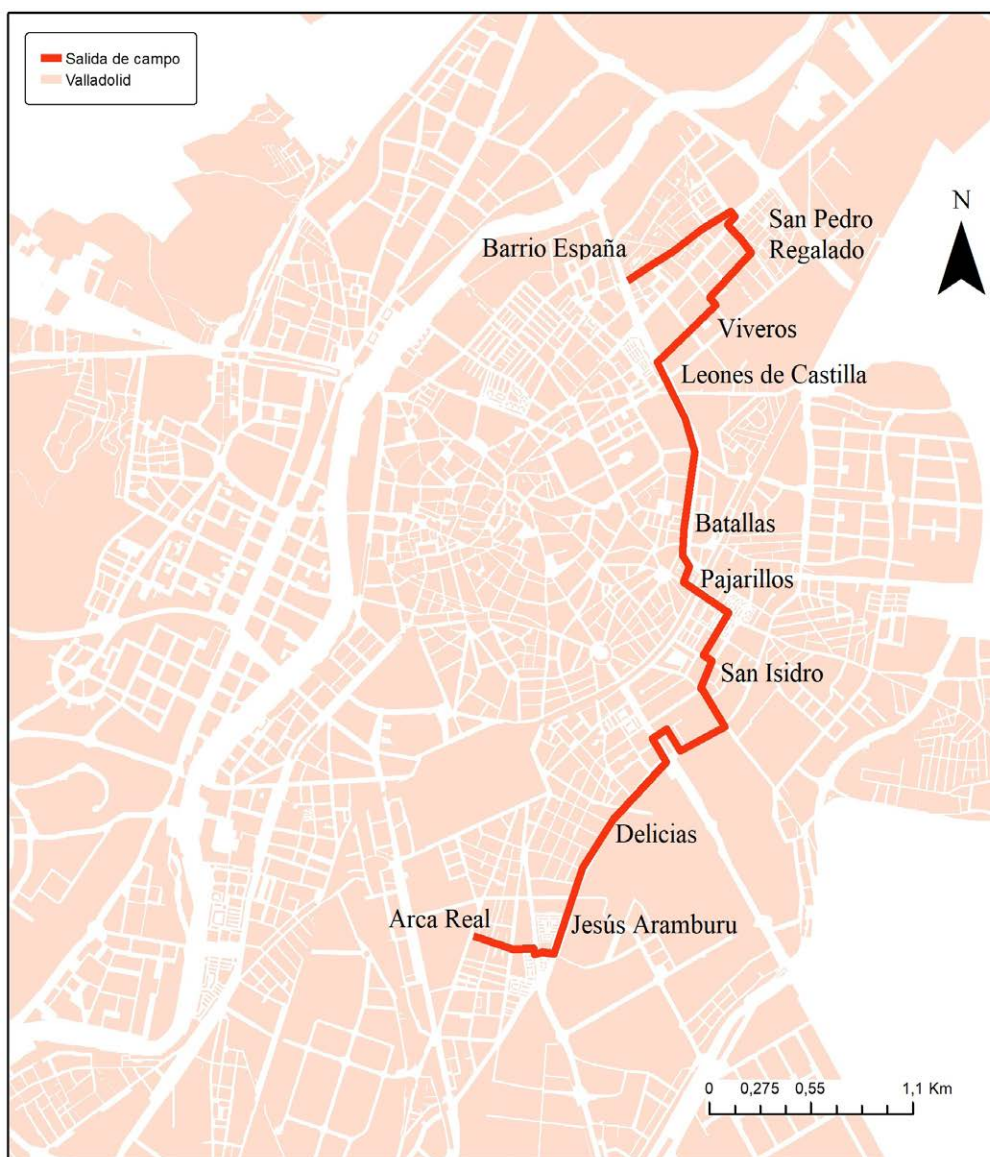 Salida de campo
Valladolid
N
San Pedro
Regalado
Barrio España
Viveros
Leones de Castilla
Batallas
Pajarillos
San Isidro
Delicias
Arca Real
Jesús Aramburu
0 0,275 0,55 1,1 Km